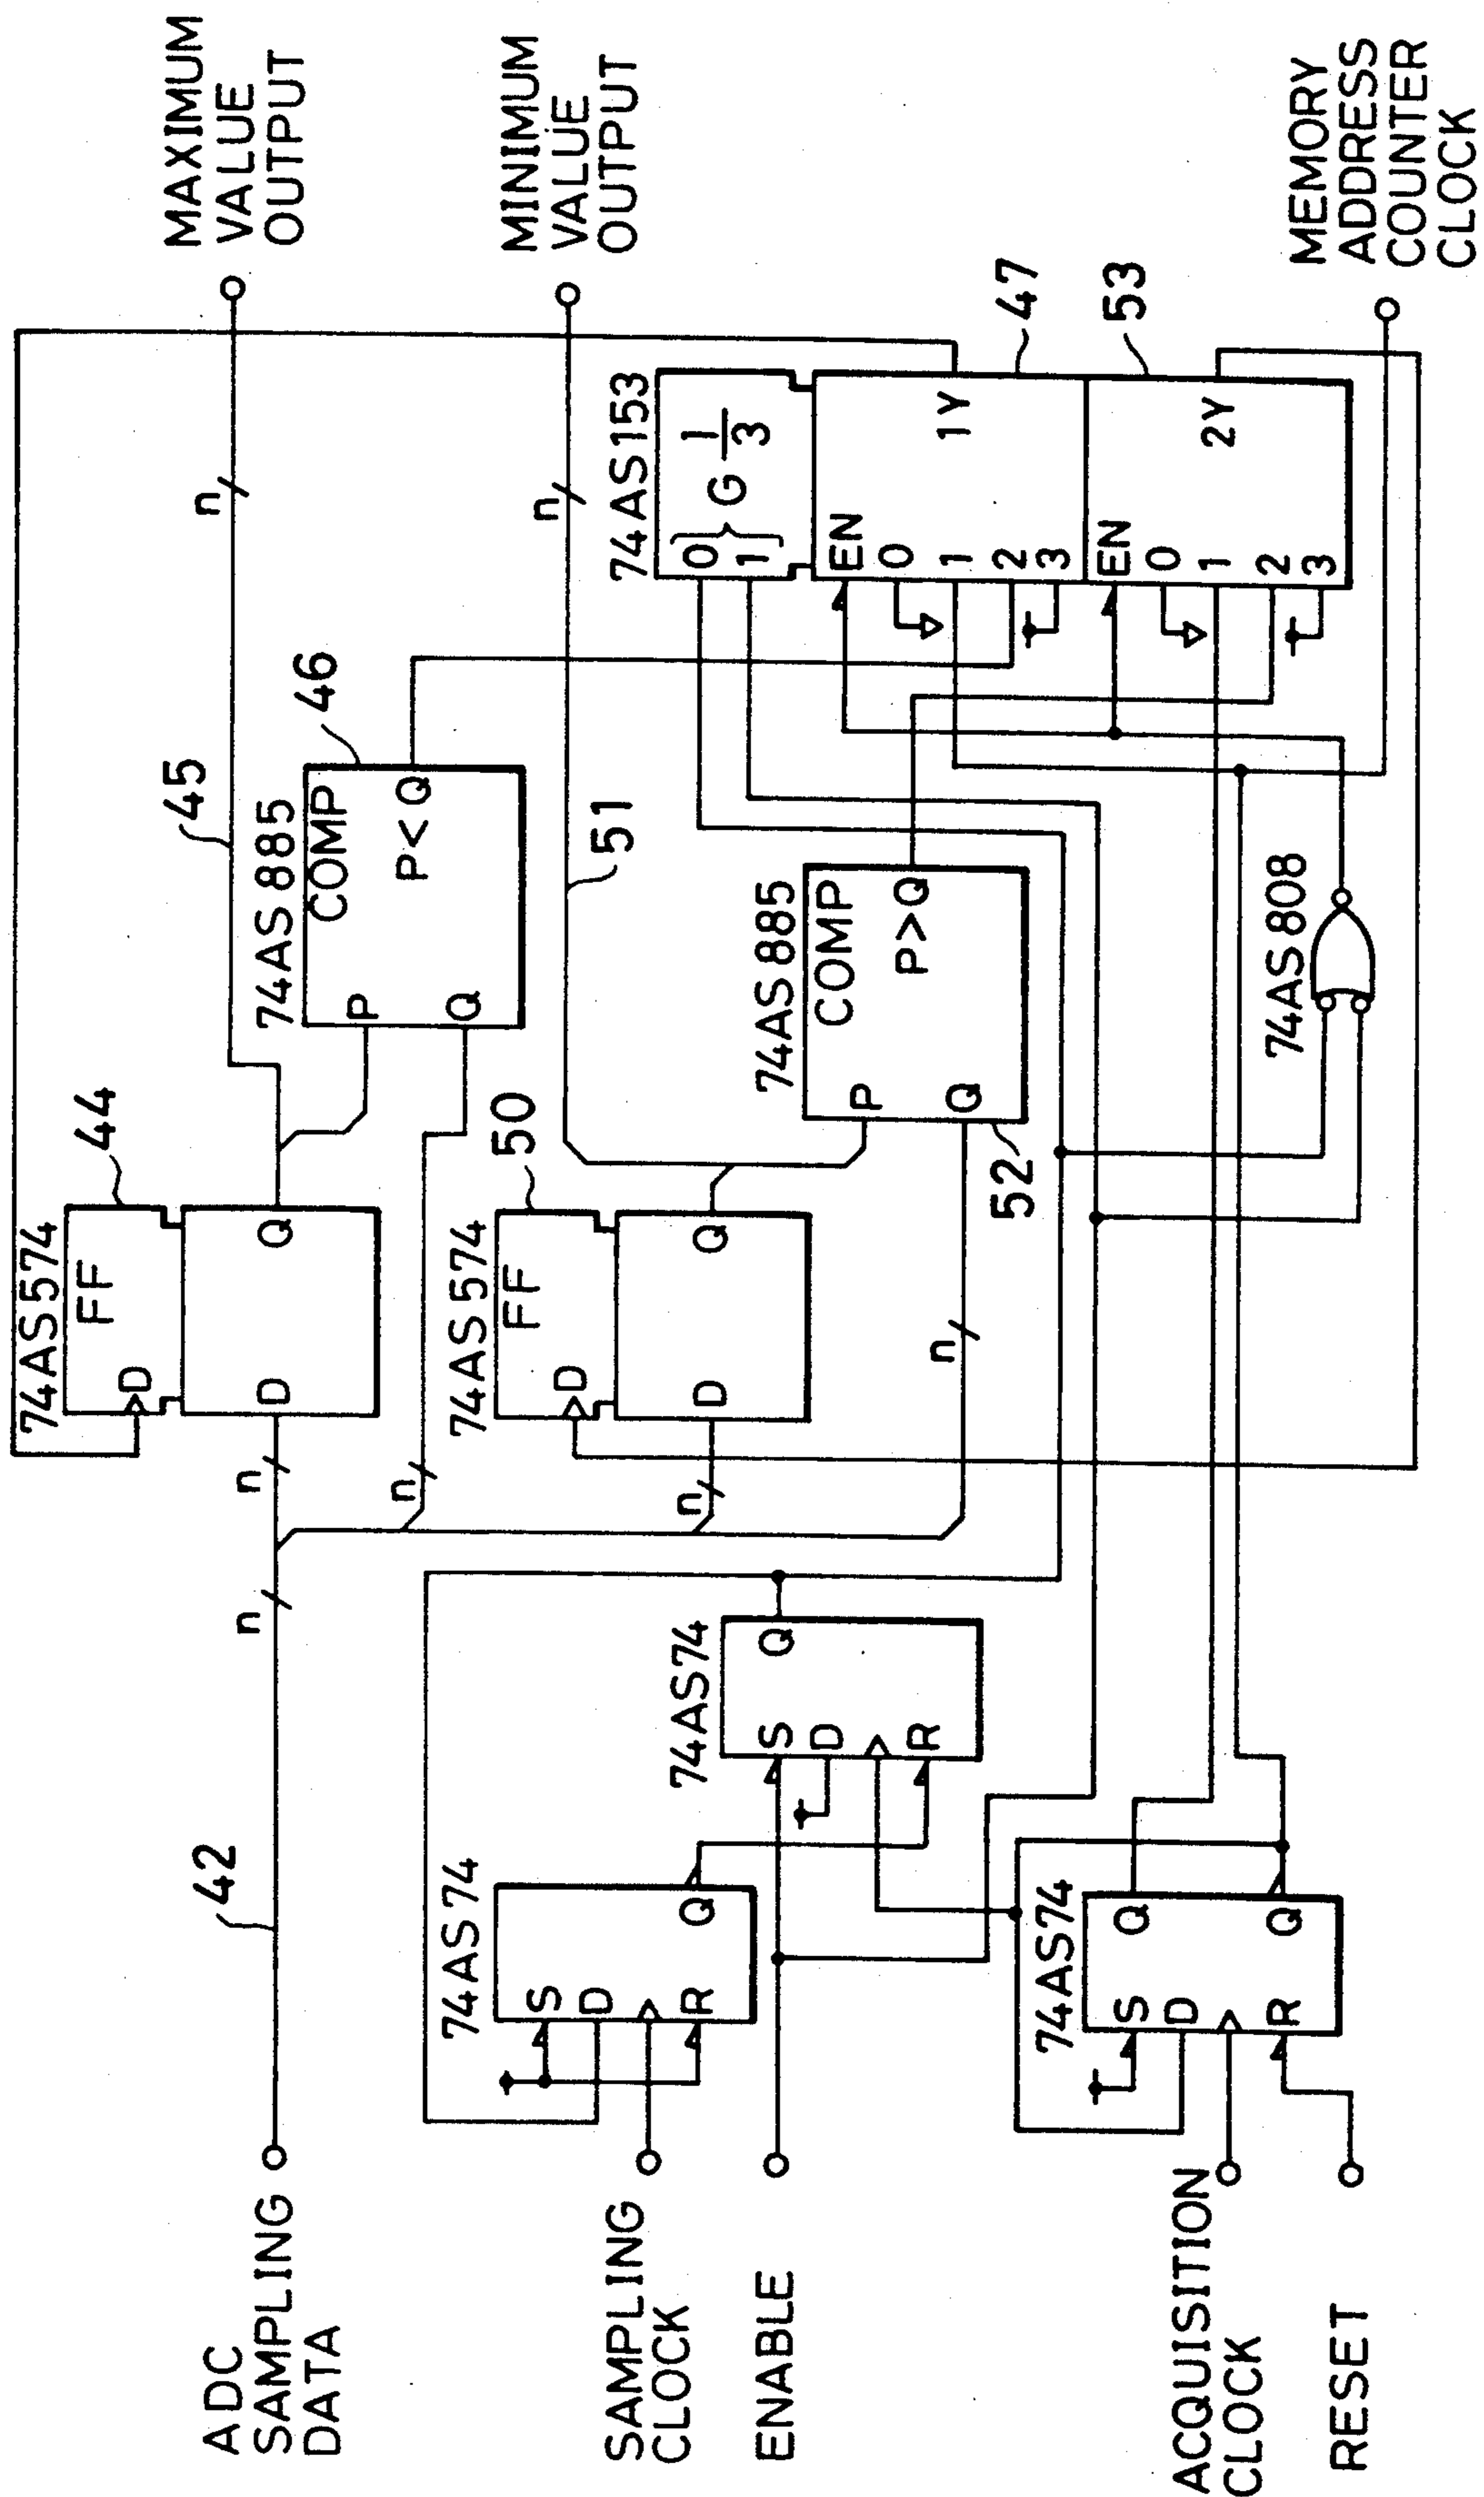 ADC
SAMPLING
DATA
SAMPLING
CLOCK
ENABLE
ACQUISITION
CLOCK
RESET
42
n
n
n
n
n
74AS574
FF
D
D
Q
44
74AS574
FF
D
D
Q
50
74AS74
S
D
R
Q
74AS74
S
D
R
Q
74AS74
S
D
R
Q
Q
45
74AS885
COMP
P
Q
P<Q
46
51
74AS885
COMP
P
Q
P>Q
52
74AS808
74AS153
0
1
G 1/3
EN
0
1
2
3
1Y
47
EN
0
1
2
3
2Y
53
n
n
MAXIMUM
VALUE
OUTPUT
MINIMUM
VALUE
OUTPUT
MEMORY
ADDRESS
COUNTER
CLOCK